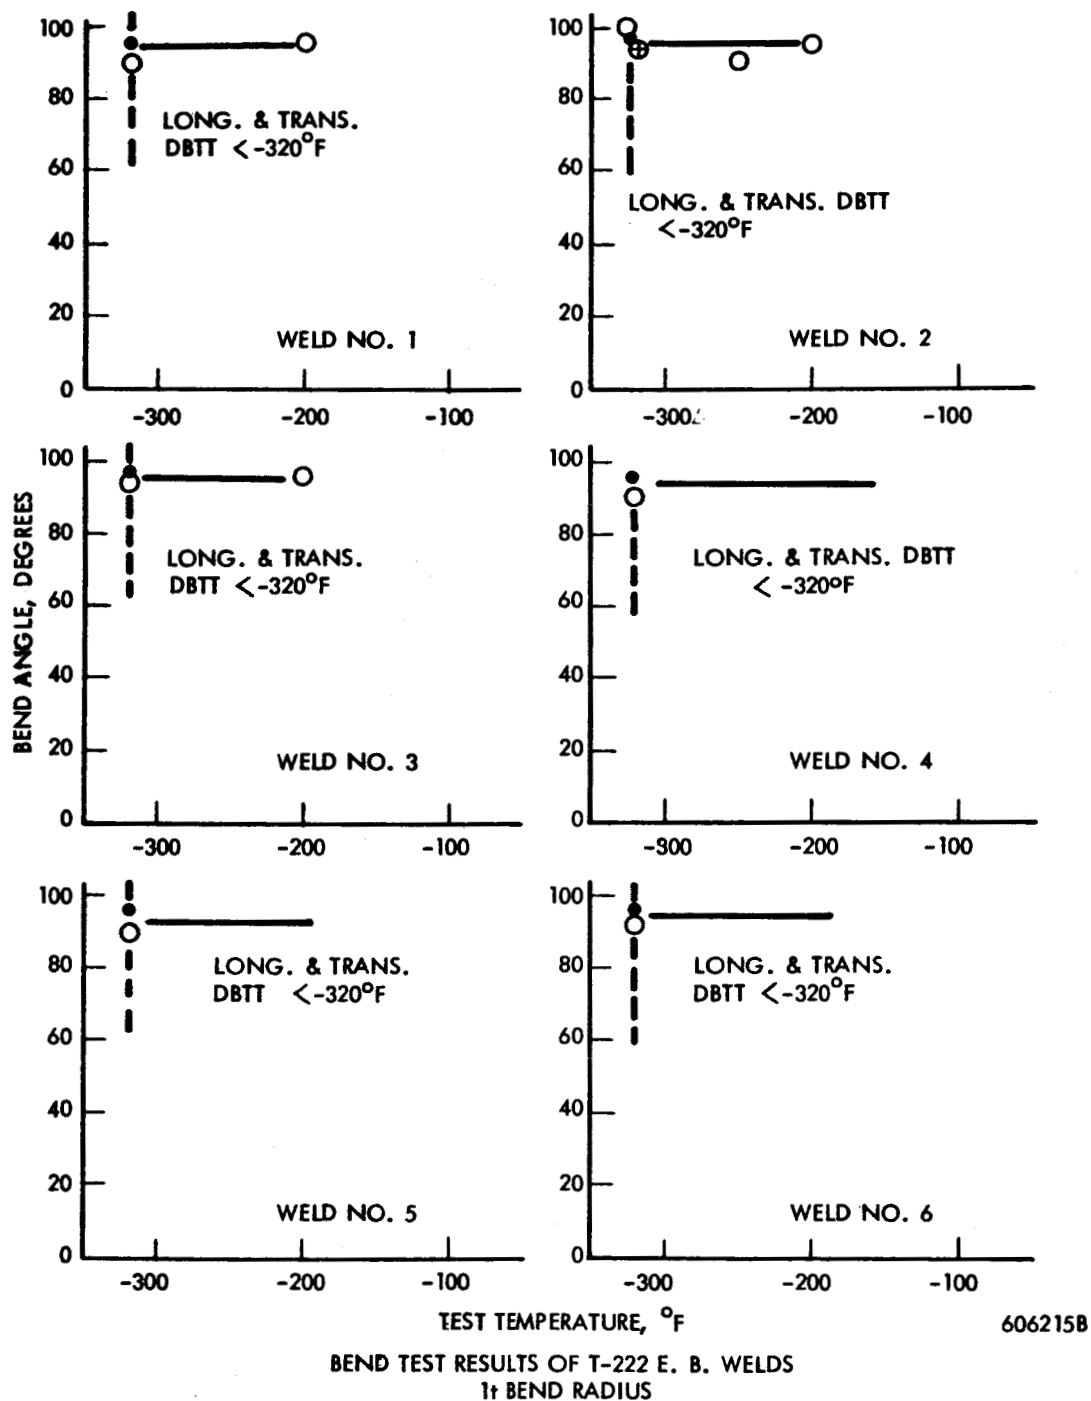 100
80
60
40
20
0
LONG. & TRANS.
DBTT <-320°F
WELD NO. 1
-300
-200
-100
100
80
60
40
20
0
LONG. & TRANS. DBTT
<-320°F
WELD NO. 2
-300
-200
-100
BEND ANGLE, DEGREES
100
80
60
40
20
0
LONG. & TRANS.
DBTT <-320°F
WELD NO. 3
-300
-200
-100
100
80
60
40
20
0
LONG. & TRANS. DBTT
< -320oF
WELD NO. 4
-300
-200
-100
100
80
60
40
20
0
LONG. & TRANS.
DBTT <-320°F
WELD NO. 5
-300
-200
-100
100
80
60
40
20
0
LONG. & TRANS.
DBTT <-320°F
WELD NO. 6
-300
-200
-100
TEST TEMPERATURE, °F
606215B
BEND TEST RESULTS OF T-222 E. B. WELDS
1t BEND RADIUS